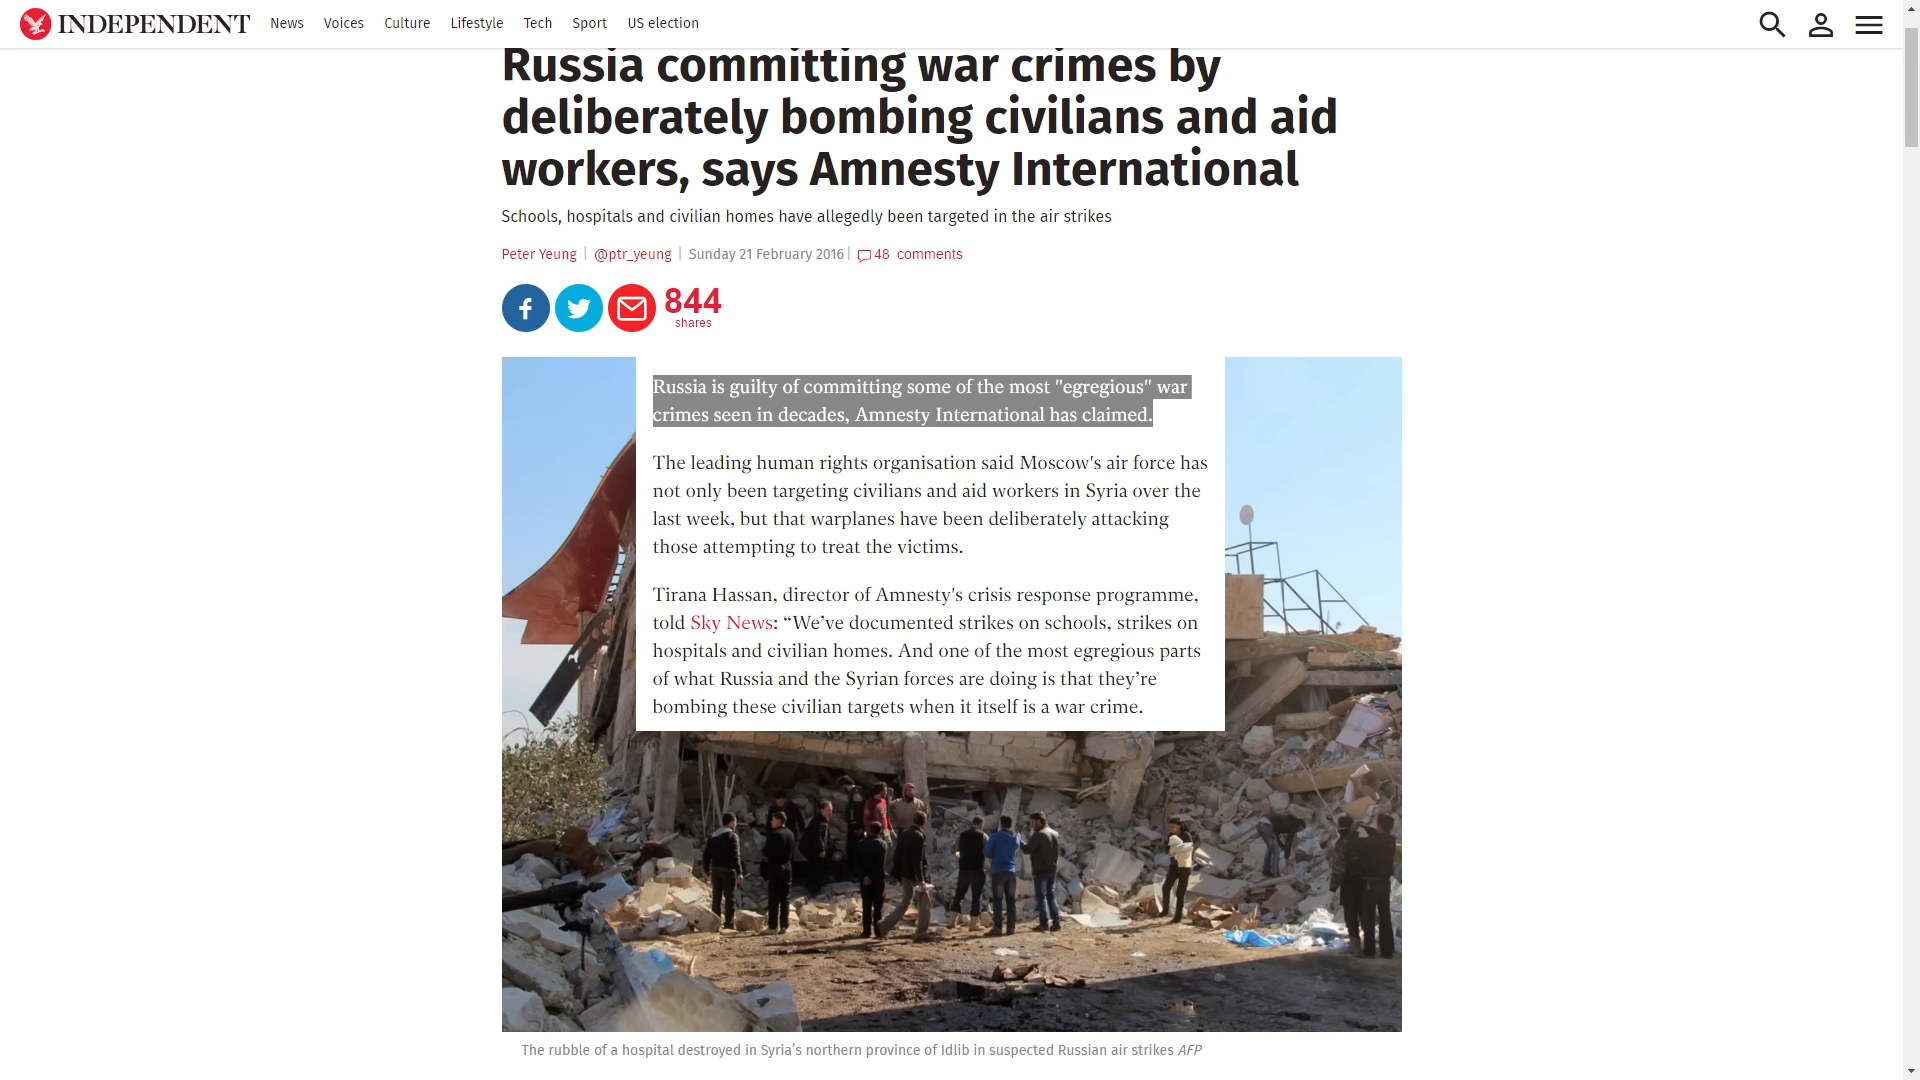 INDEPENDENT News Voices Culture Lifestyle Tech Sport US election
Russia committing war crimes by
deliberately bombing civilians and aid
workers, says Amnesty International
Schools, hospitals and civilian homes have allegedly been targeted in the air strikes
Peter Yeung | @ptr_yeung | Sunday 21 February 2016 | 48 comments
844
shares
Russia is guilty of committing some of the most "egregious" war
crimes seen in decades, Amnesty International has claimed.
The leading human rights organisation said Moscow's air force has
not only been targeting civilians and aid workers in Syria over the
last week, but that warplanes have been deliberately attacking
those attempting to treat the victims.
Tirana Hassan, director of Amnesty's crisis response programme,
told Sky News: “We’ve documented strikes on schools, strikes on
hospitals and civilian homes. And one of the most egregious parts
of what Russia and the Syrian forces are doing is that they’re
bombing these civilian targets when it itself is a war crime.
The rubble of a hospital destroyed in Syria’s northern province of Idlib in suspected Russian air strikes AFP